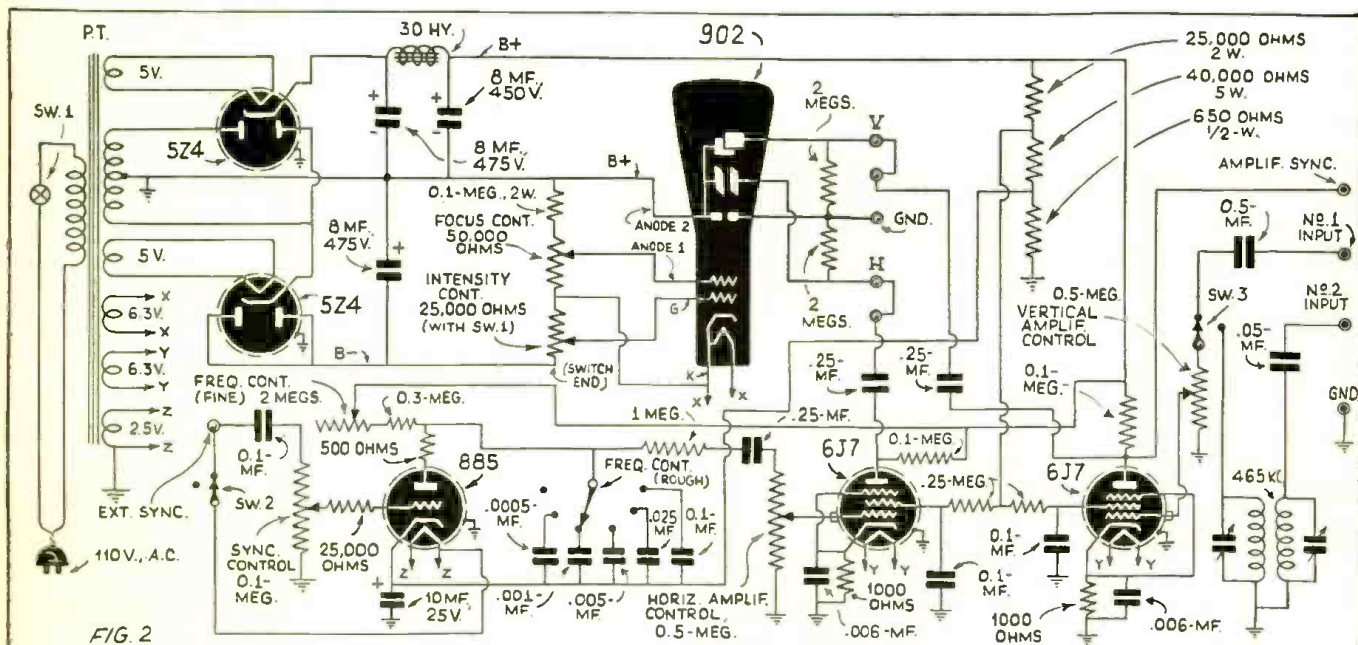 P.T.
SW.1
5V.
5Z4
5V.
5Z4
6.3V.
X
X
6.3V.
Y
Y
2.5V.
Z
Z
110V., A.C.
FIG. 2
30 HY.
B+
8 MF.,
450V.
8 MF.
475V.
8 MF.
475V.
+
-
+
-
+
B-
0.1-MEG., 2W.
FOCUS CONT.
50,000
OHMS
INTENSITY
CONT.
25,000 OHMS
(WITH SW.1)
(SWITCH
END)
902
B+
ANODE 2
ANODE 1
G
K
X
X
2
MEGS.
V
GND.
H
2
MEGS.
.25-
MF.
.25-
MF.
25,000 OHMS
2 W.
40,000 OHMS
5 W.
650 OHMS
1/2-W.
AMPLIF. SYNC.
0.5-
MF.
Nº.1
INPUT
SW.3
Nº.2
INPUT
.05-
MF.
GND.
0.5-MEG.
VERTICAL
AMPLIF.
CONTROL
0.1-
MEG.
465 KC.
FREQ. CONT.
(FINE) 2 MEGS.
0.3-MEG.
500 OHMS
885
0.1-
MF.
EXT. SYNC.
SW.2
SYNC.
CONTROL
0.1-
MEG.
25,000
OHMS
Z
Z
+
10 MF.
25V.
1 MEG.
.25-MF.
FREQ. CONT.
(ROUGH)
.0005-
MF.
.001-
MF.
.005-
MF.
.025
MF.
0.1-
MF.
HORIZ. AMPLIF.
CONTROL,
0.5-MEG.
6J7
0.1-MEG.
.25-MEG.
Y
Y
1000
OHMS
.006-MF.
0.1-
MF.
0.1-
MF.
6J7
Y
Y
1000
OHMS
.006-MF.